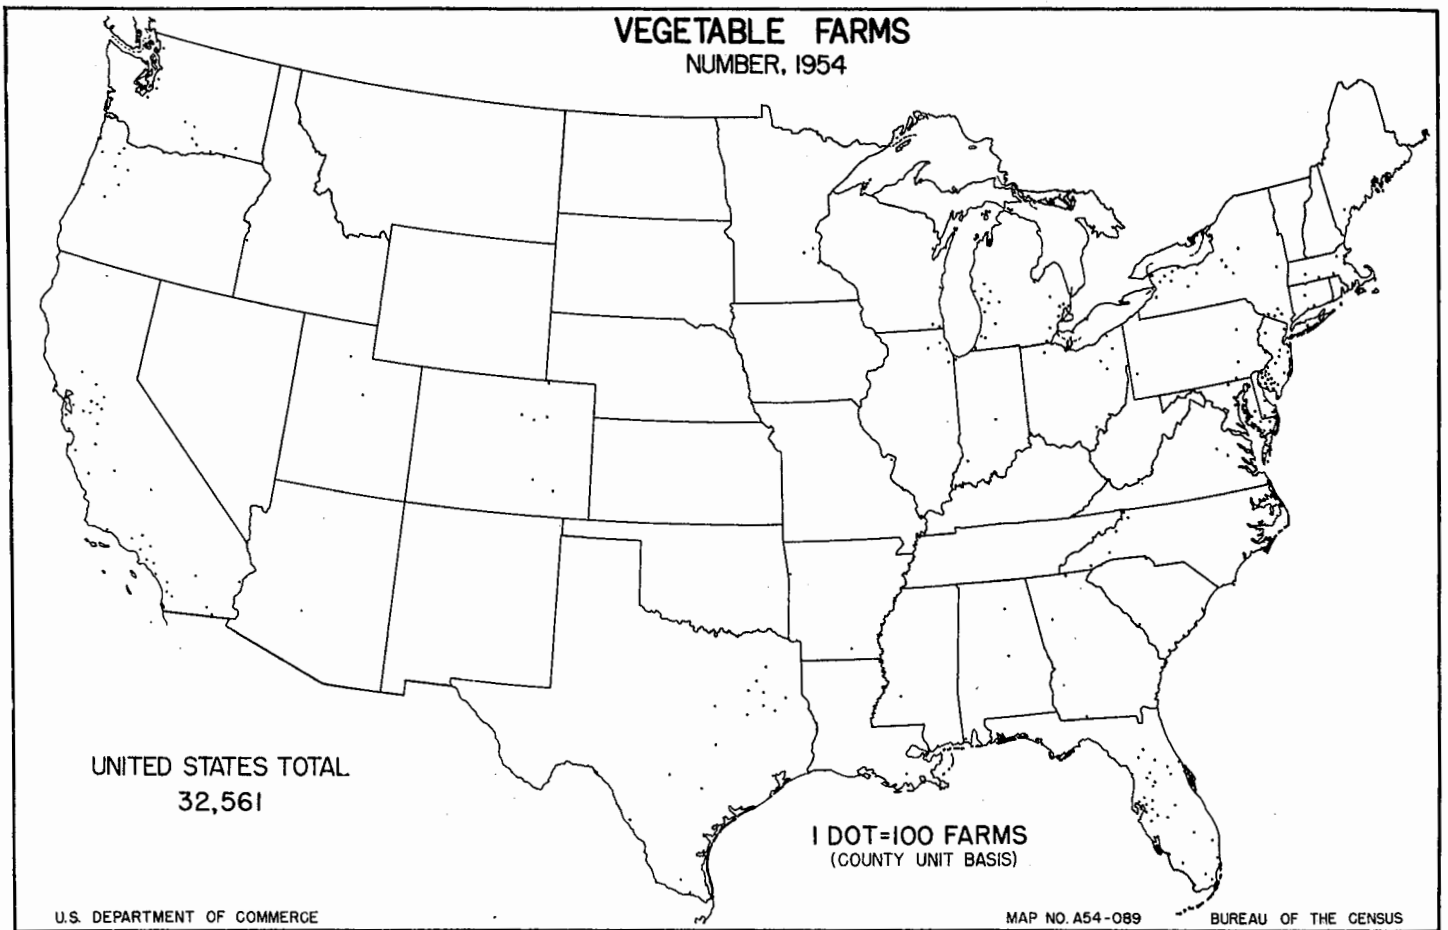 VEGETABLE FARMS
NUMBER, 1954
UNITED STATES TOTAL
32,561
1 DOT=100 FARMS
(COUNTY UNIT BASIS)
U.S. DEPARTMENT OF COMMERCE
MAP NO. A54-089
BUREAU OF THE CENSUS